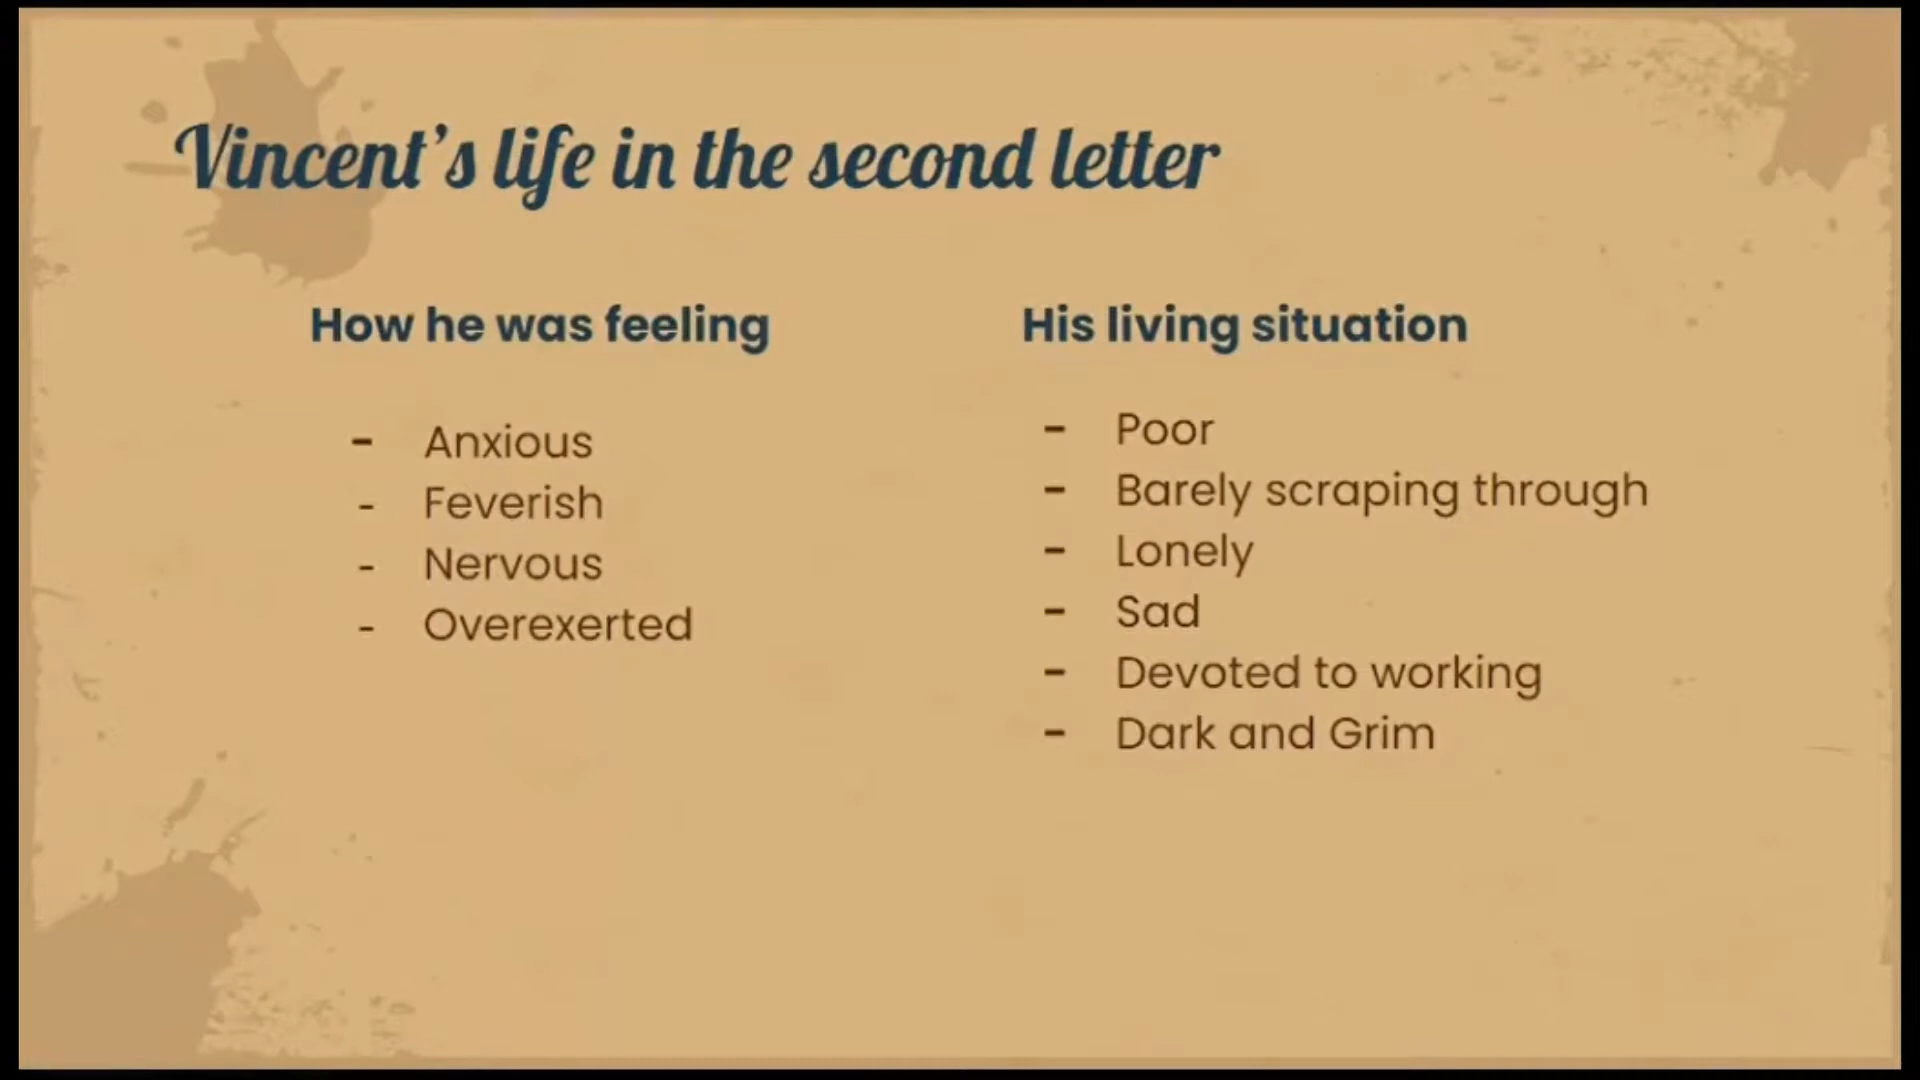 Vincent's life in the second letter
How he was feeling
- Anxious
- Feverish
- Nervous
- Overexerted
His living situation
- Poor
- Barely scraping through
- Lonely
- Sad
- Devoted to working
- Dark and Grim